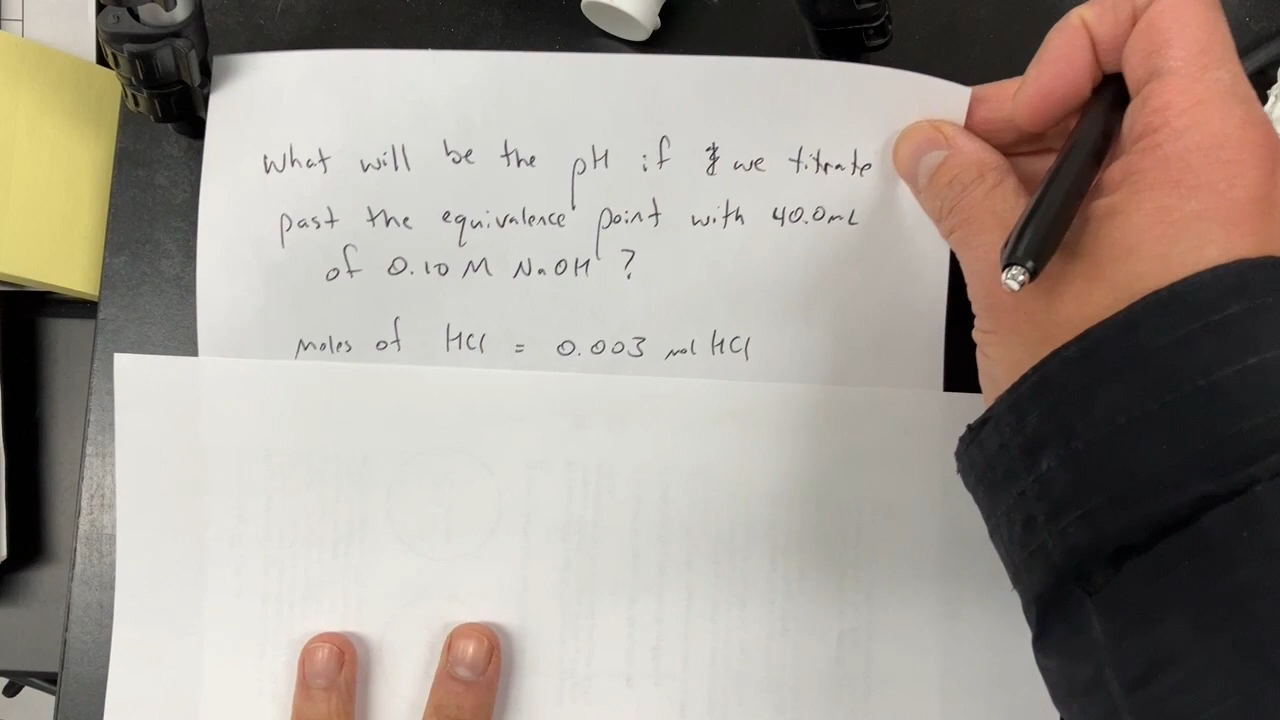 What will be the pH if we titrate
past the equivalence point with 40.0mL
of 0.10 M NaOH ?
moles of HCl = 0.003 mol HCl